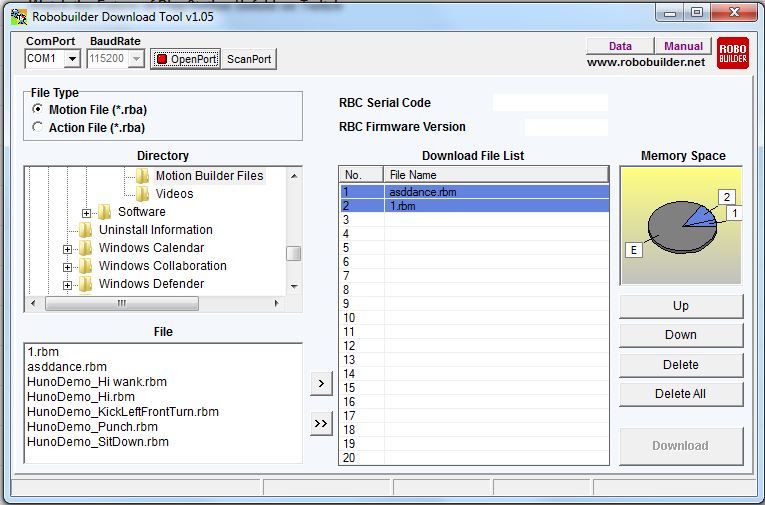 Robobuilder Download Tool v1.05
ComPort BaudRate
COM1 115200 OpenPort ScanPort
Data Manual
www.robobuilder.net
ROBO
BUILDER
File Type
Motion File (*.rba)
Action File (*.rba)
RBC Serial Code
RBC Firmware Version
Directory
Motion Builder Files
Videos
Software
Uninstall Information
Windows Calendar
Windows Collaboration
Windows Defender
File
1.rbm
asddance.rbm
HunoDemo_Hi wank.rbm
HunoDemo_Hi.rbm
HunoDemo_KickLeftFrontTurn.rbm
HunoDemo_Punch.rbm
HunoDemo_SitDown.rbm
>
>>
Download File List
No. File Name
1 asddance.rbm
2 1.rbm
3
4
5
6
7
8
9
10
11
12
13
14
15
16
17
18
19
20
Memory Space
2
1
E
Up
Down
Delete
Delete All
Download